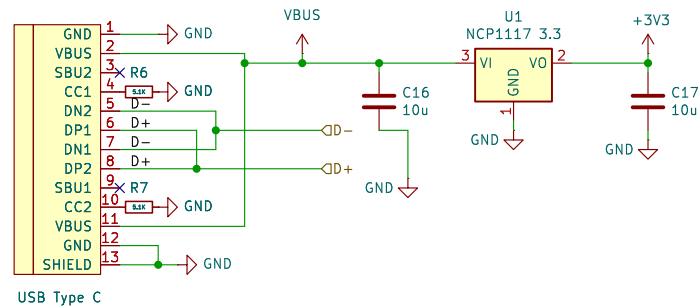 GND 1 GND
VBUS 2
SBU2 3 R6
CC1 4 5.1K GND
DN2 5 D-
DP1 6 D+
DN1 7 D-
DP2 8 D+
SBU1 9 R7
CC2 10 5.1K GND
VBUS 11
GND 12
SHIELD 13 GND
USB Type C
D-
D+
VBUS
C16
10u
GND
U1
NCP1117 3.3
3 VI VO 2
GND
1
GND
+3V3
C17
10u
GND